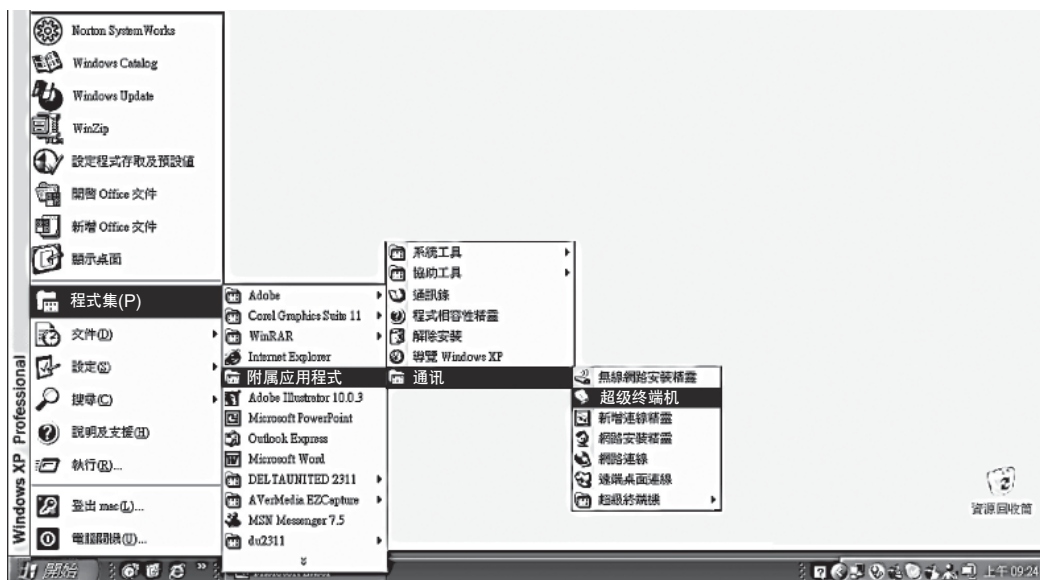 Norton SystemWorks
Windows Catalog
Windows Update
WinZip
設定程式存取及預設值
開啓 Office 文件
新增 Office 文件
顯示桌面
程式集(P)
文件(D)
設定(S)
搜尋(C)
說明及支援(H)
執行(R)...
登出 mac(L)...
電腦關機(U)...
Windows XP Professional
Adobe
Corel Graphics Suite 11
WinRAR
Internet Explorer
附属应用程式
Adobe Illustrator 10.0.3
Microsoft PowerPoint
Outlook Express
Microsoft Word
DELTAUNITED 2311
AVerMedia EZCapture
MSN Messenger 7.5
du2311
系統工具
協助工具
通訊錄
程式相容性精靈
解除安裝
導覽 Windows XP
通讯
無線網路安裝精靈
超级终端机
新增連線精靈
網路安裝精靈
網路連線
遠端桌面連線
超級終端機
資源回收筒
開始
上午 09:24